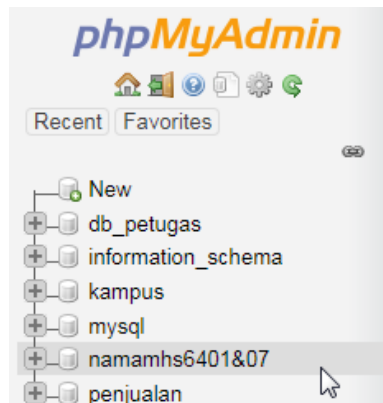 phpMyAdmin
Recent Favorites
New
db_petugas
information_schema
kampus
mysql
namamhs6401&07
penjualan